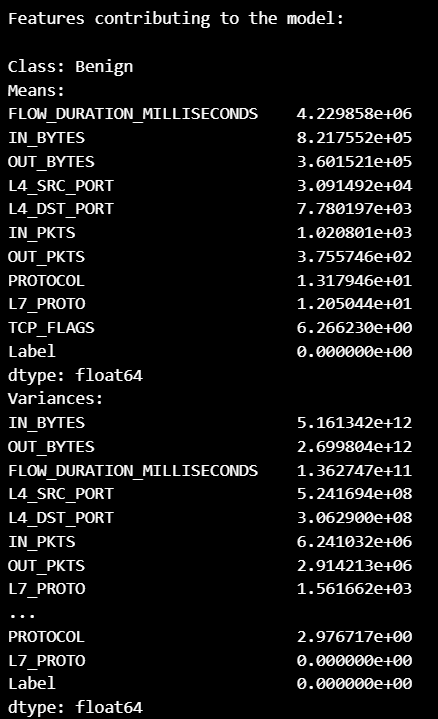 Features contributing to the model:
Class: Benign
Means:
FLOW_DURATION_MILLISECONDS 4.229858e+06
IN_BYTES 8.217552e+05
OUT_BYTES 3.601521e+05
L4_SRC_PORT 3.091492e+04
L4_DST_PORT 7.780197e+03
IN_PKTS 1.020801e+03
OUT_PKTS 3.755746e+02
PROTOCOL 1.317946e+01
L7_PROTO 1.205044e+01
TCP_FLAGS 6.266230e+00
Label 0.000000e+00
dtype: float64
Variances:
IN_BYTES 5.161342e+12
OUT_BYTES 2.699804e+12
FLOW_DURATION_MILLISECONDS 1.362747e+11
L4_SRC_PORT 5.241694e+08
L4_DST_PORT 3.062900e+08
IN_PKTS 6.241032e+06
OUT_PKTS 2.914213e+06
L7_PROTO 1.561662e+03
...
PROTOCOL 2.976717e+00
L7_PROTO 0.000000e+00
Label 0.000000e+00
dtype: float64